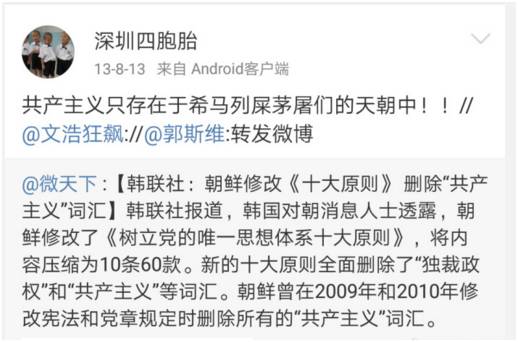 深圳四胞胎
13-8-13 来自 Android客户端
共产主义只存在于希马列屎茅屠们的天朝中！！//
@文浩狂飙://@郭斯维:转发微博
@微天下:【韩联社：朝鲜修改《十大原则》 删除“共产
主义”词汇】韩联社报道，韩国对朝消息人士透露，朝
鲜修改了《树立党的唯一思想体系十大原则》，将内
容压缩为10条60款。新的十大原则全面删除了“独裁政
权”和“共产主义”等词汇。朝鲜曾在2009年和2010年修
改宪法和党章规定时删除所有的“共产主义”词汇。